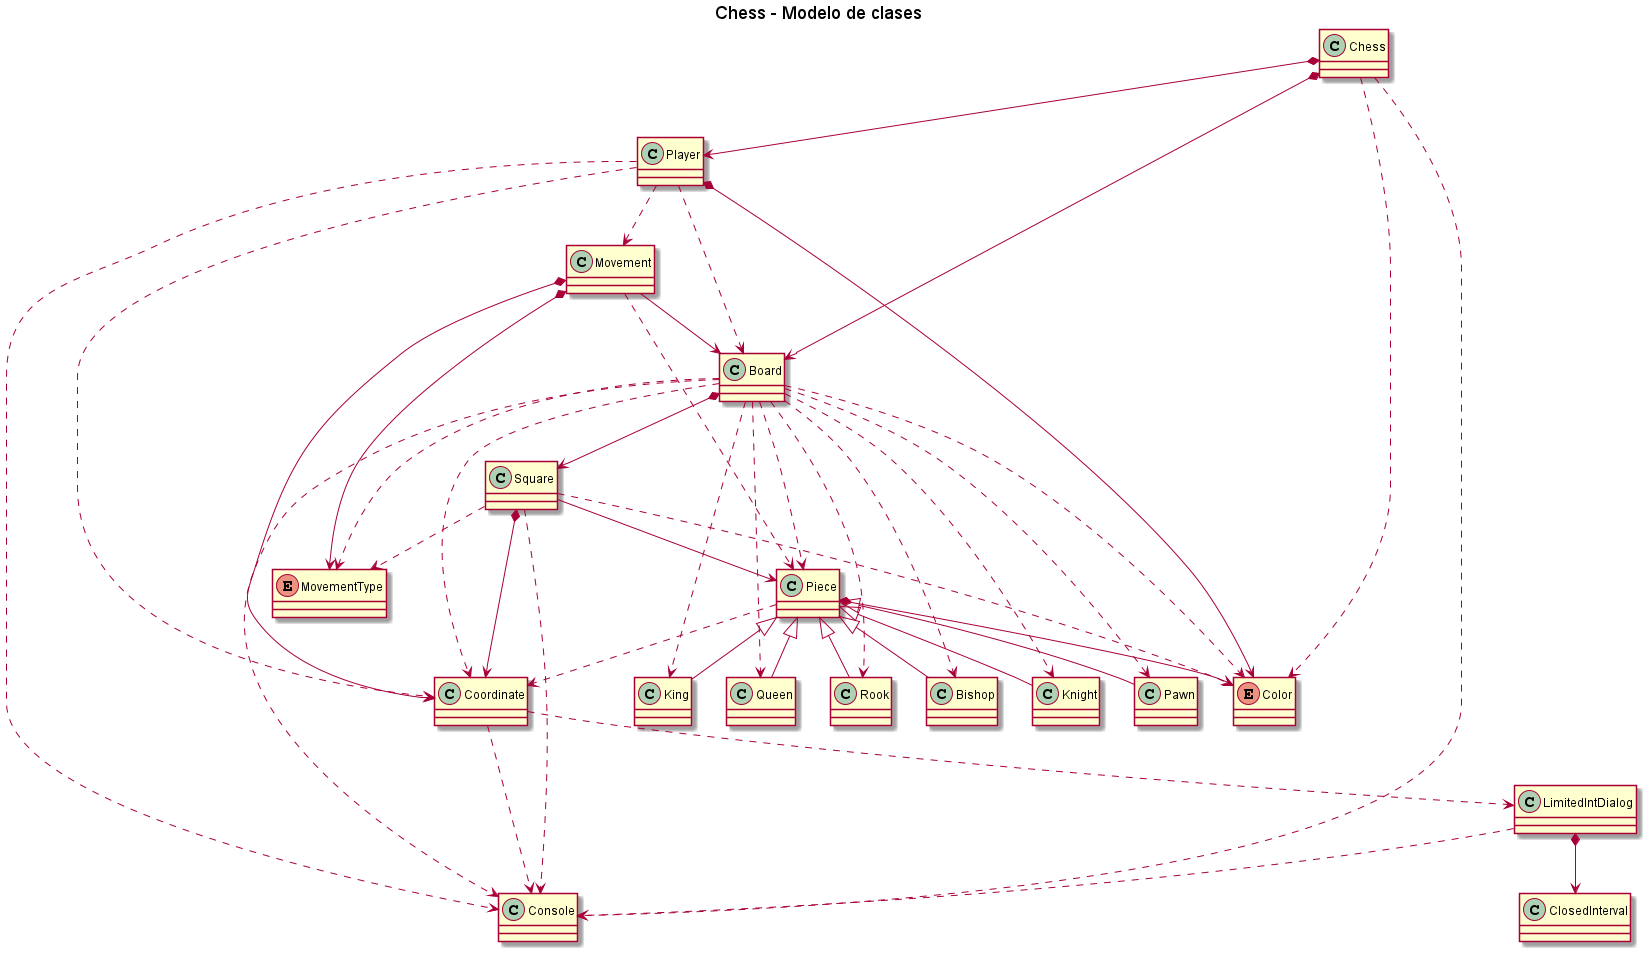 Chess - Modelo de clases
C Chess
C Player
C Movement
C Board
C Square
E MovementType
C Piece
C Coordinate
C King
C Queen
C Rook
C Bishop
C Knight
C Pawn
E Color
C LimitedIntDialog
C Console
C ClosedInterval